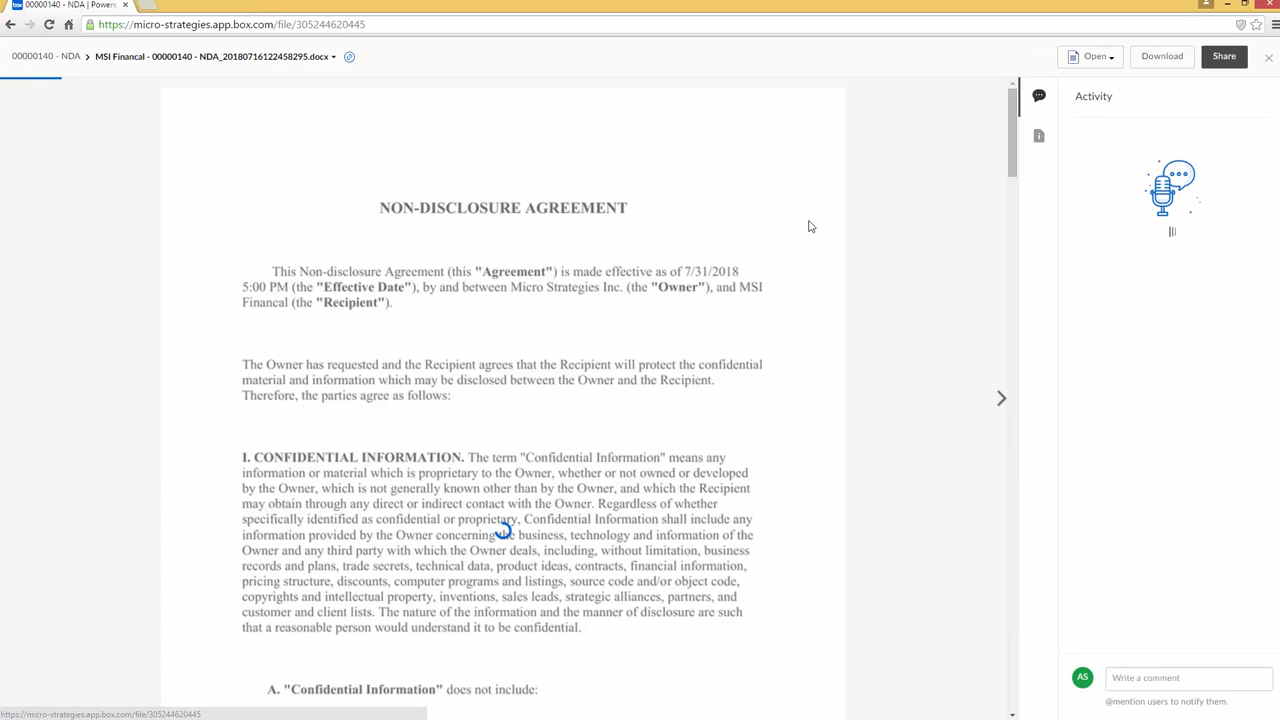 00000140 - NDA | Power
https://micro-strategies.app.box.com/file/305244620445
00000140 - NDA
MSI Financal - 00000140 - NDA_20180716122458295.docx
Open
Download
Share
Activity
NON-DISCLOSURE AGREEMENT
This Non-disclosure Agreement (this "Agreement") is made effective as of 7/31/2018
5:00 PM (the "Effective Date"), by and between Micro Strategies Inc. (the "Owner"), and MSI
Financal (the "Recipient").
The Owner has requested and the Recipient agrees that the Recipient will protect the confidential
material and information which may be disclosed between the Owner and the Recipient.
Therefore, the parties agree as follows:
I. CONFIDENTIAL INFORMATION. The term "Confidential Information" means any
information or material which is proprietary to the Owner, whether or not owned or developed
by the Owner, which is not generally known other than by the Owner, and which the Recipient
may obtain through any direct or indirect contact with the Owner. Regardless of whether
specifically identified as confidential or proprietary, Confidential Information shall include any
information provided by the Owner concerning the business, technology and information of the
Owner and any third party with which the Owner deals, including, without limitation, business
records and plans, trade secrets, technical data, product ideas, contracts, financial information,
pricing structure, discounts, computer programs and listings, source code and/or object code,
copyrights and intellectual property, inventions, sales leads, strategic alliances, partners, and
customer and client lists. The nature of the information and the manner of disclosure are such
that a reasonable person would understand it to be confidential.
A. "Confidential Information" does not include:
AS
Write a comment
@mention users to notify them.
https://micro-strategies.app.box.com/file/305244620445